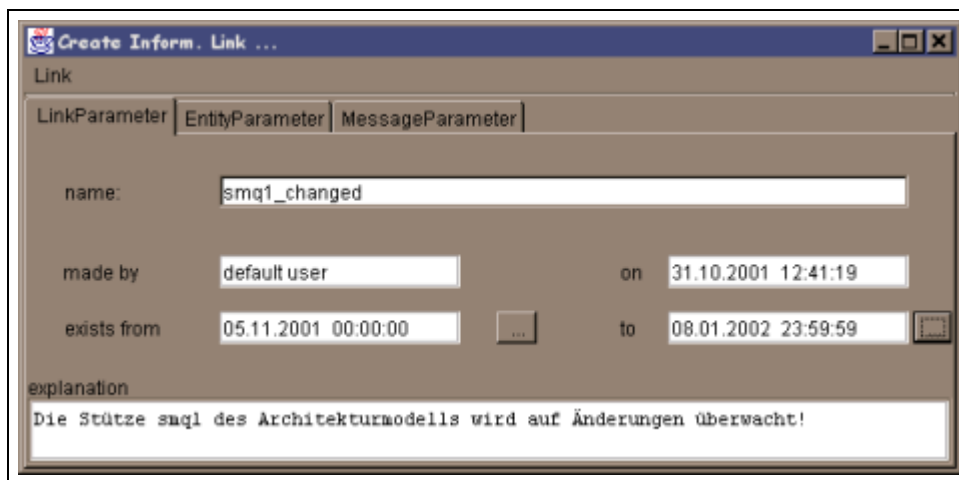 Create Inform. Link ...
Link
LinkParameter EntityParameter MessageParameter
name: smq1_changed
made by default user on 31.10.2001 12:41:19
exists from 05.11.2001 00:00:00 ... to 08.01.2002 23:59:59 ...
explanation
Die Stütze smq1 des Architekturmodells wird auf Änderungen überwacht!